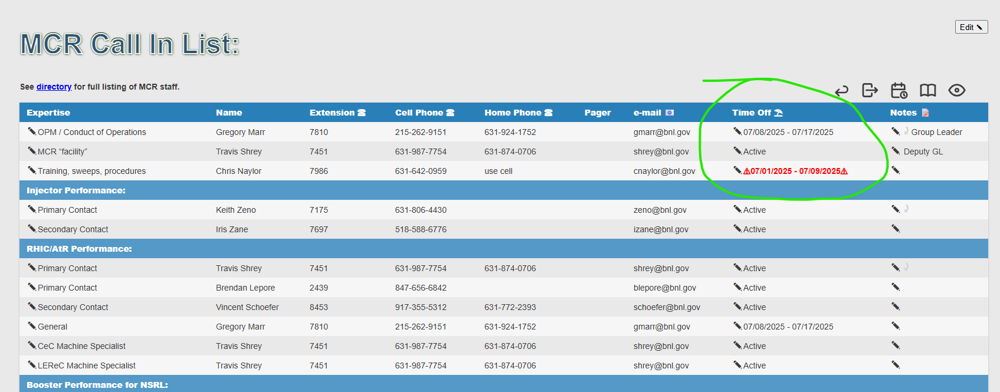 Edit
MCR Call In List:
See directory for full listing of MCR staff.
Expertise Name Extension Cell Phone Home Phone Pager e-mail Time Off Notes
OPM / Conduct of Operations Gregory Marr 7810 215-262-9151 631-924-1752 gmarr@bnl.gov 07/08/2025 - 07/17/2025 Group Leader
MCR “facility” Travis Shrey 7451 631-987-7754 631-874-0706 shrey@bnl.gov Active Deputy GL
Training, sweeps, procedures Chris Naylor 7986 631-642-0959 use cell cnaylor@bnl.gov ⚠07/01/2025 - 07/09/2025⚠
Injector Performance:
Primary Contact Keith Zeno 7175 631-806-4430 zeno@bnl.gov Active
Secondary Contact Iris Zane 7697 518-588-6776 izane@bnl.gov Active
RHIC/AtR Performance:
Primary Contact Travis Shrey 7451 631-987-7754 631-874-0706 shrey@bnl.gov Active
Primary Contact Brendan Lepore 2439 847-656-6842 blepore@bnl.gov Active
Secondary Contact Vincent Schoefer 8453 917-355-5312 631-772-2393 schoefer@bnl.gov Active
General Gregory Marr 7810 215-262-9151 631-924-1752 gmarr@bnl.gov 07/08/2025 - 07/17/2025
CeC Machine Specialist Travis Shrey 7451 631-987-7754 631-874-0706 shrey@bnl.gov Active
LEReC Machine Specialist Travis Shrey 7451 631-987-7754 631-874-0706 shrey@bnl.gov Active
Booster Performance for NSRL: